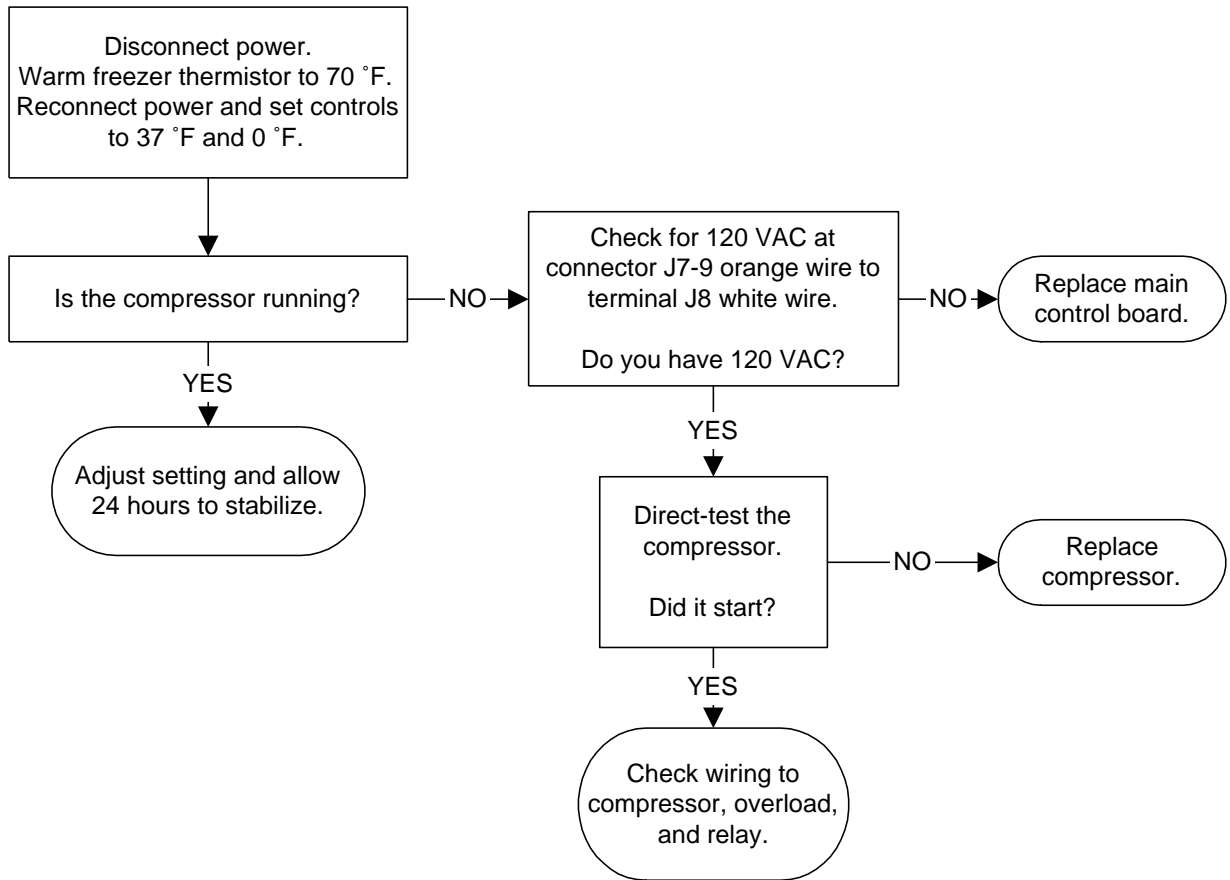 Disconnect power.
Warm freezer thermistor to 70 ˚F.
Reconnect power and set controls
to 37 ˚F and 0 ˚F.
Is the compressor running?
NO
Check for 120 VAC at
connector J7-9 orange wire to
terminal J8 white wire.
Do you have 120 VAC?
NO
Replace main
control board.
YES
Adjust setting and allow
24 hours to stabilize.
YES
Direct-test the
compressor.
Did it start?
NO
Replace
compressor.
YES
Check wiring to
compressor, overload,
and relay.